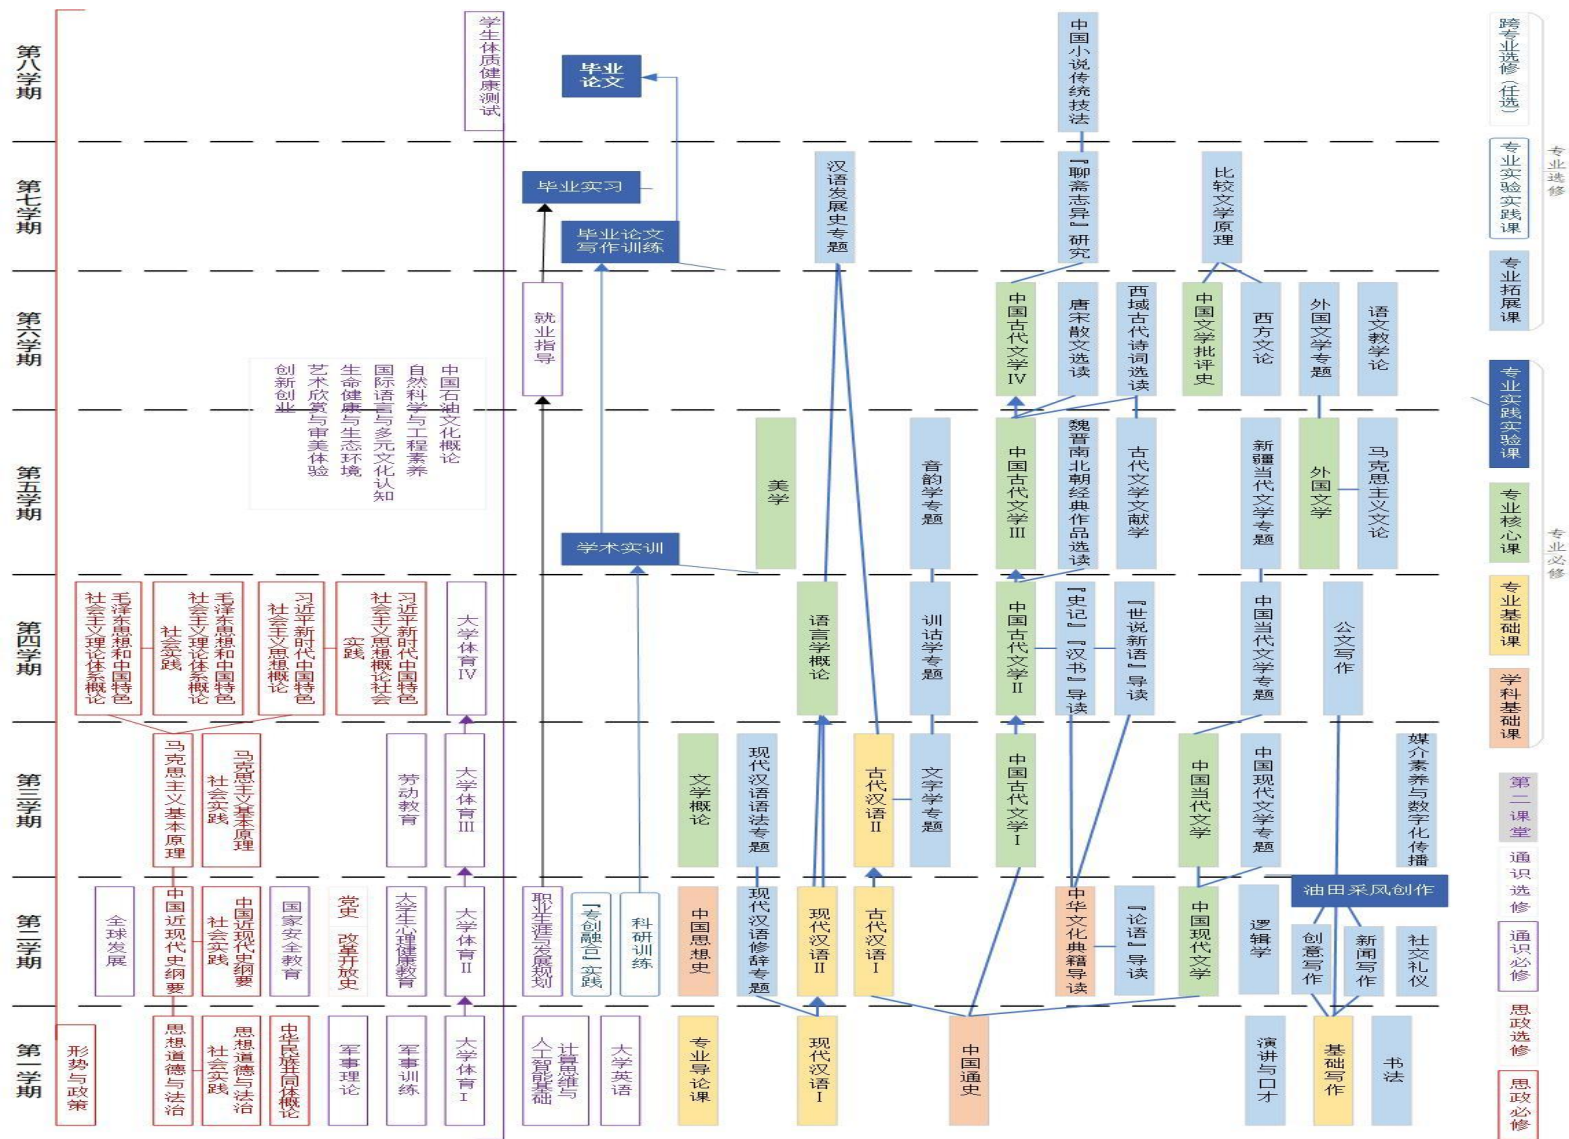 第八学期
学生体质健康测试
毕业
论文
中国小说传统技法
第七学期
毕业实习
毕业论文
写作训练
汉语发展史专题
『聊斋志异』研究
比较文学原理
第六学期
中国石油文化概论
自然科学与工程素养
国际语言与多元文化认知
生命健康与生态环境
艺术欣赏与审美体验
创新创业
就业指导
中国古代文学IV
唐宋散文选读
西域古代诗词选读
中国文学批评史
西方文论
外国文学专题
语文教学论
第五学期
学术实训
美学
音韵学专题
中国古代文学III
魏晋南北朝经典作品选读
古代文学文献学
新疆当代文学专题
外国文学
马克思主义文论
第四学期
毛泽东思想和中国特色
社会主义理论体系概论
毛泽东思想和中国特色
社会主义理论体系概论
社会实践
习近平新时代中国特色
社会主义思想概论
习近平新时代中国特色
社会主义思想概论社会
实践
大学体育IV
语言学概论
训诂学专题
中国古代文学II
『史记』『汉书』导读
『世说新语』导读
中国当代文学专题
公文写作
第三学期
马克思主义基本原理
马克思主义基本原理
社会实践
劳动教育
大学体育III
文学概论
现代汉语语法专题
古代汉语II
文字学专题
中国古代文学I
中国当代文学
中国现代文学专题
媒介素养与数字化传播
第二学期
全球发展
中国近现代史纲要
中国近现代史纲要
社会实践
国家安全教育
党史 改革开放史
大学生心理健康教育
大学体育II
职业生涯与发展规划
『专创融合』实践
科研训练
中国思想史
现代汉语修辞专题
现代汉语II
古代汉语I
中华文化典籍导读
『论语』导读
中国现代文学
逻辑学
油田采风创作
创意写作
新闻写作
社交礼仪
第一学期
形势与政策
思想道德与法治
思想道德与法治
社会实践
中华民族共同体概论
军事理论
军事训练
大学体育I
计算思维与
人工智能基础
大学英语
专业导论课
现代汉语I
中国通史
演讲与口才
基础写作
书法
跨专业选修（任选）
专业实验实践课
专业拓展课
专业选修
专业实践实验课
专业核心课
专业基础课
学科基础课
专业必修
第二课堂
通识选修
通识必修
思政选修
思政必修